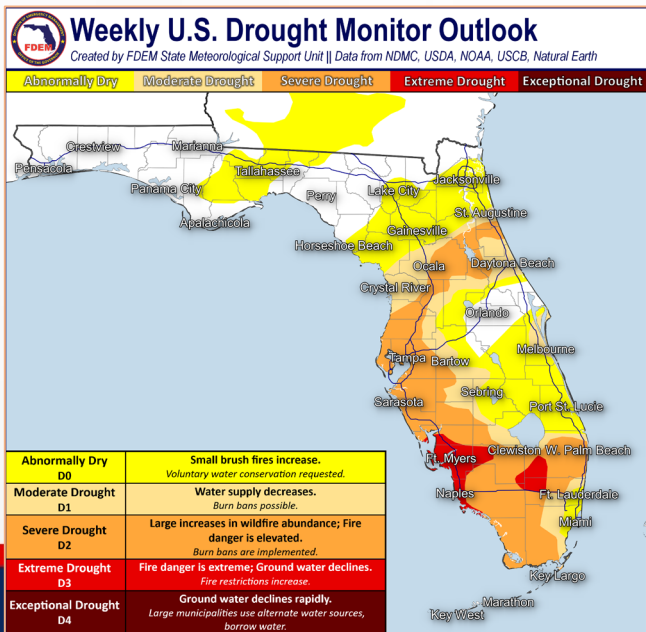 FDEM
Weekly U.S. Drought Monitor Outlook
Created by FDEM State Meteorological Support Unit || Data from NDMC, USDA, NOAA, USCB, Natural Earth
Abnormally Dry
Moderate Drought
Severe Drought
Extreme Drought
Exceptional Drought
Crestview
Marianna
Pensacola
Tallahassee
Panama City
Perry
Apalachicola
Lake City
Jacksonville
St. Augustine
Gainesville
Horseshoe Beach
Ocala
Daytona Beach
Crystal River
Orlando
Tampa
Bartow
Melbourne
Sebring
Sarasota
Port St. Lucie
Clewiston
W. Palm Beach
Ft. Myers
Naples
Ft. Lauderdale
Miami
Key Largo
Marathon
Key West
Abnormally Dry
D0
Small brush fires increase.
Voluntary water conservation requested.
Moderate Drought
D1
Water supply decreases.
Burn bans possible.
Severe Drought
D2
Large increases in wildfire abundance; Fire
danger is elevated.
Burn bans are implemented.
Extreme Drought
D3
Fire danger is extreme; Ground water declines.
Fire restrictions increase.
Exceptional Drought
D4
Ground water declines rapidly.
Large municipalities use alternate water sources,
borrow water.